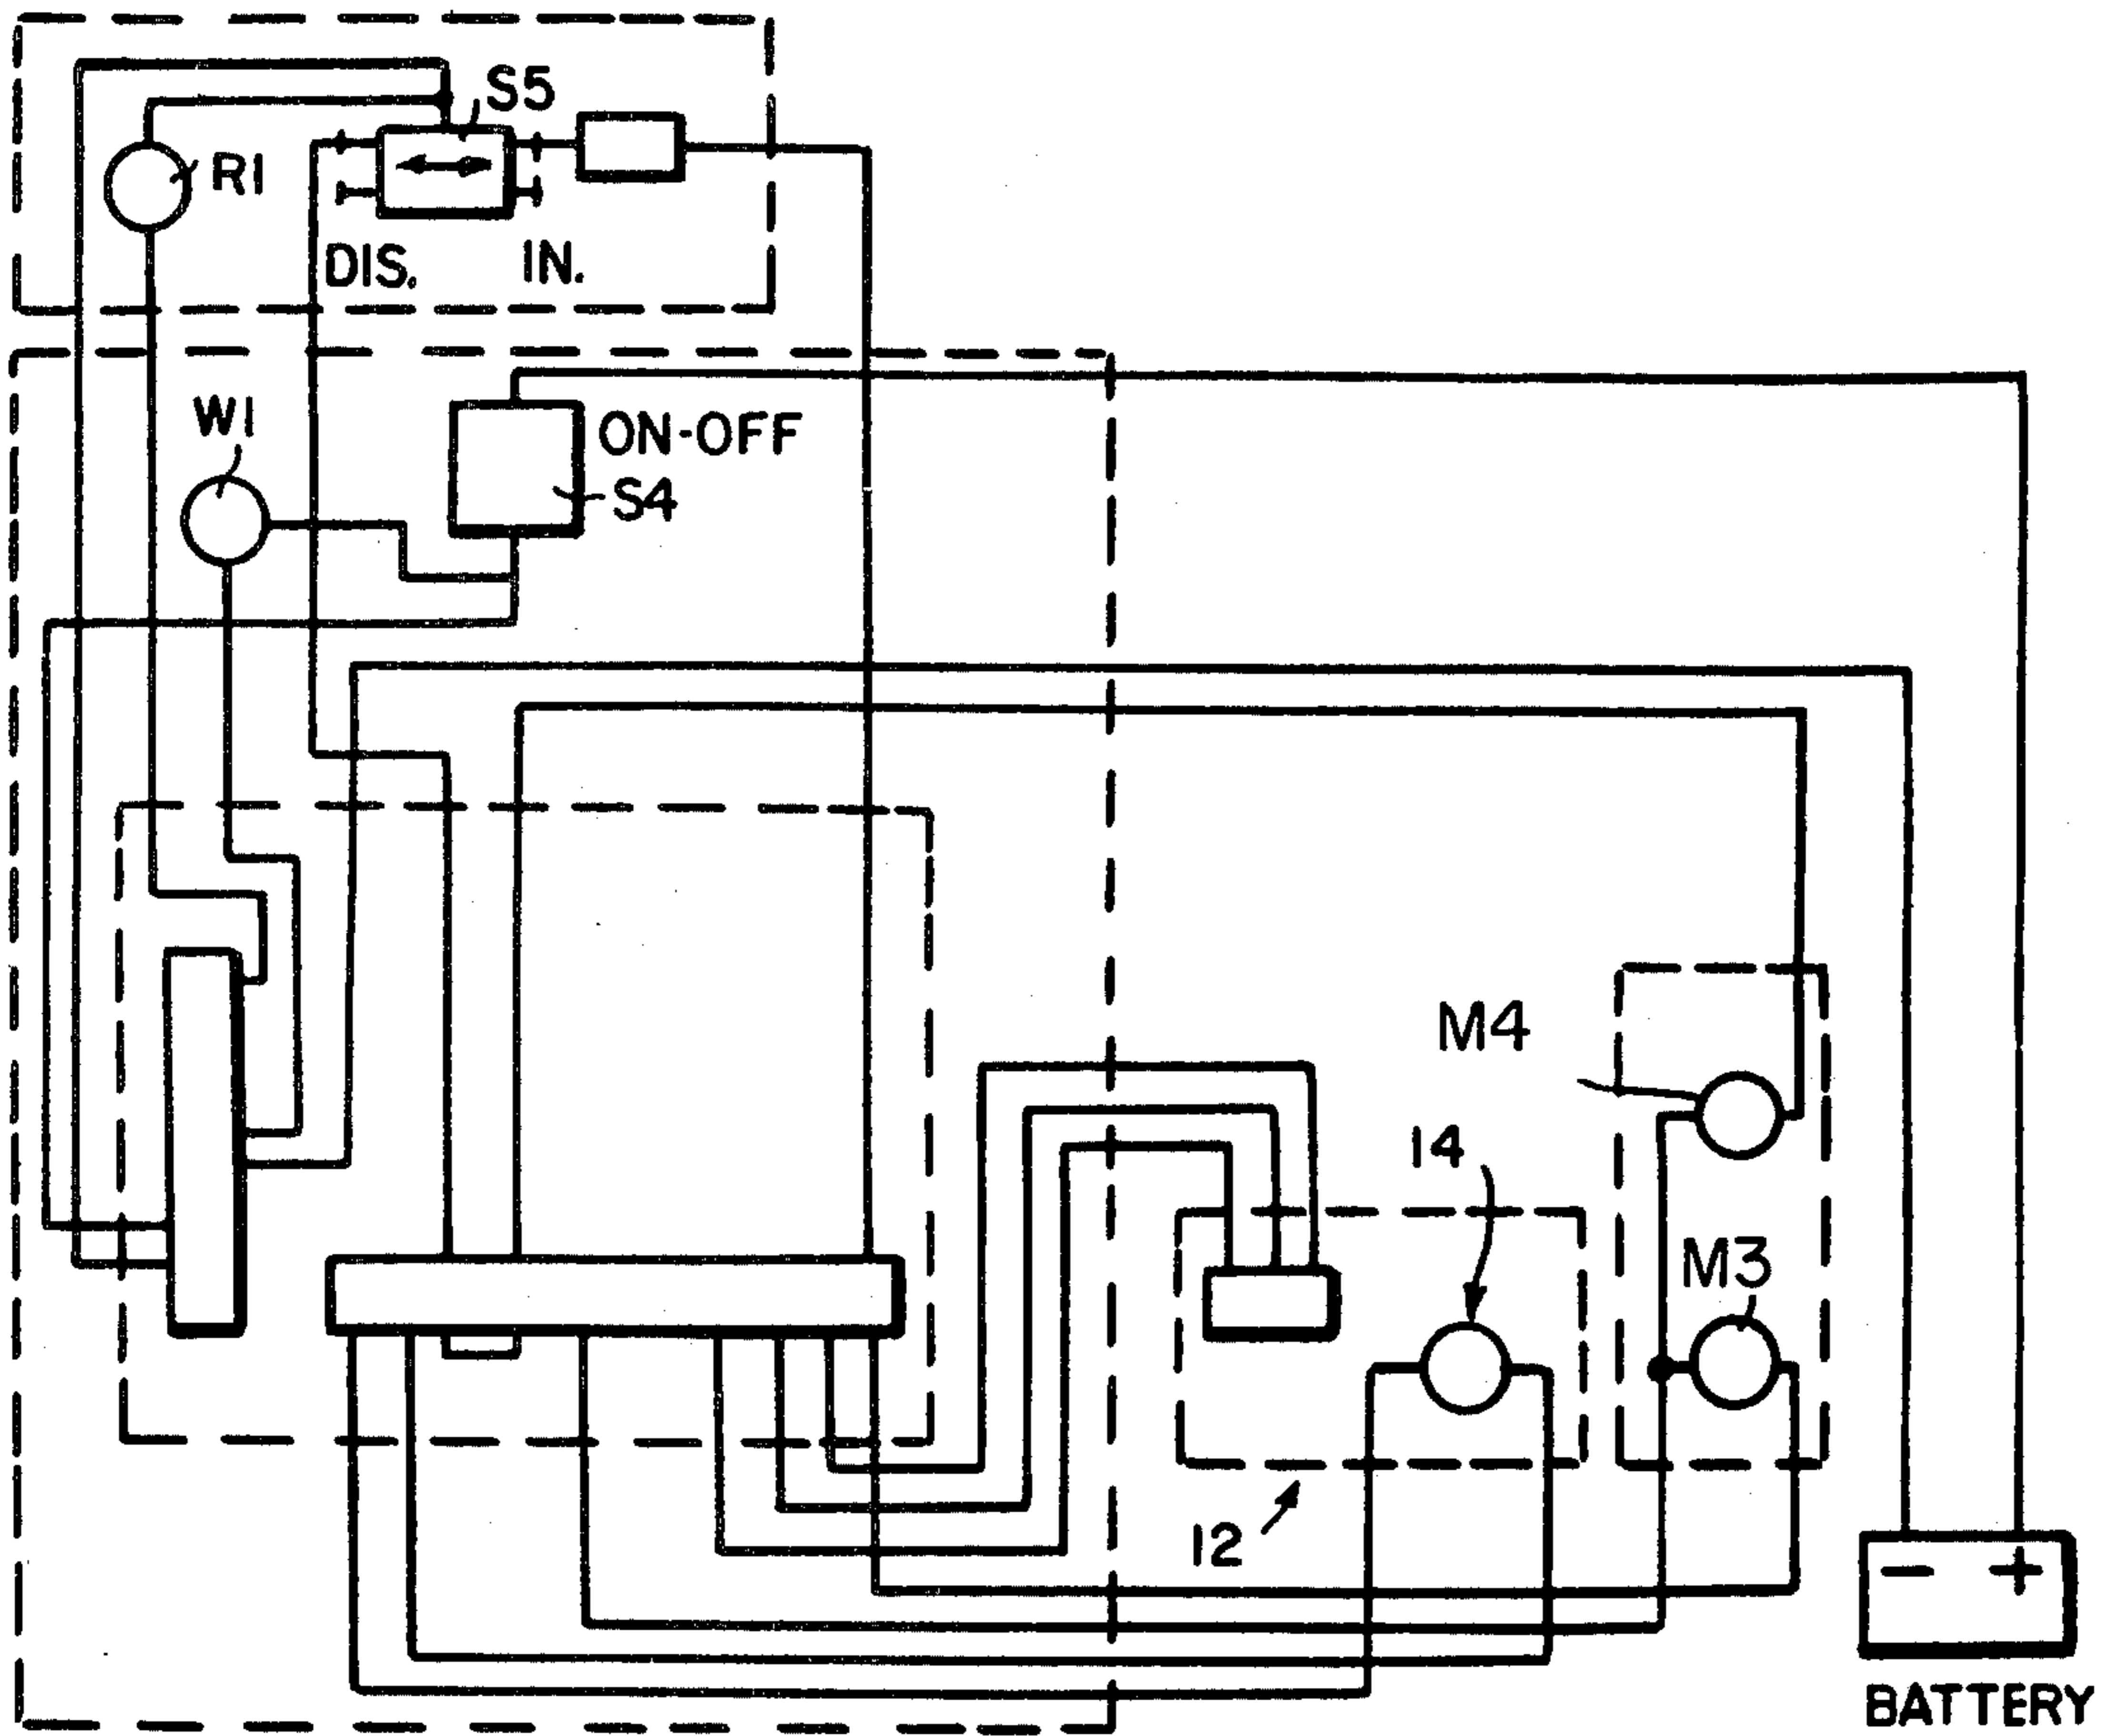 S5
R1
DIS.
IN.
W1
ON-OFF
S4
M4
14
M3
12
- +
BATTERY